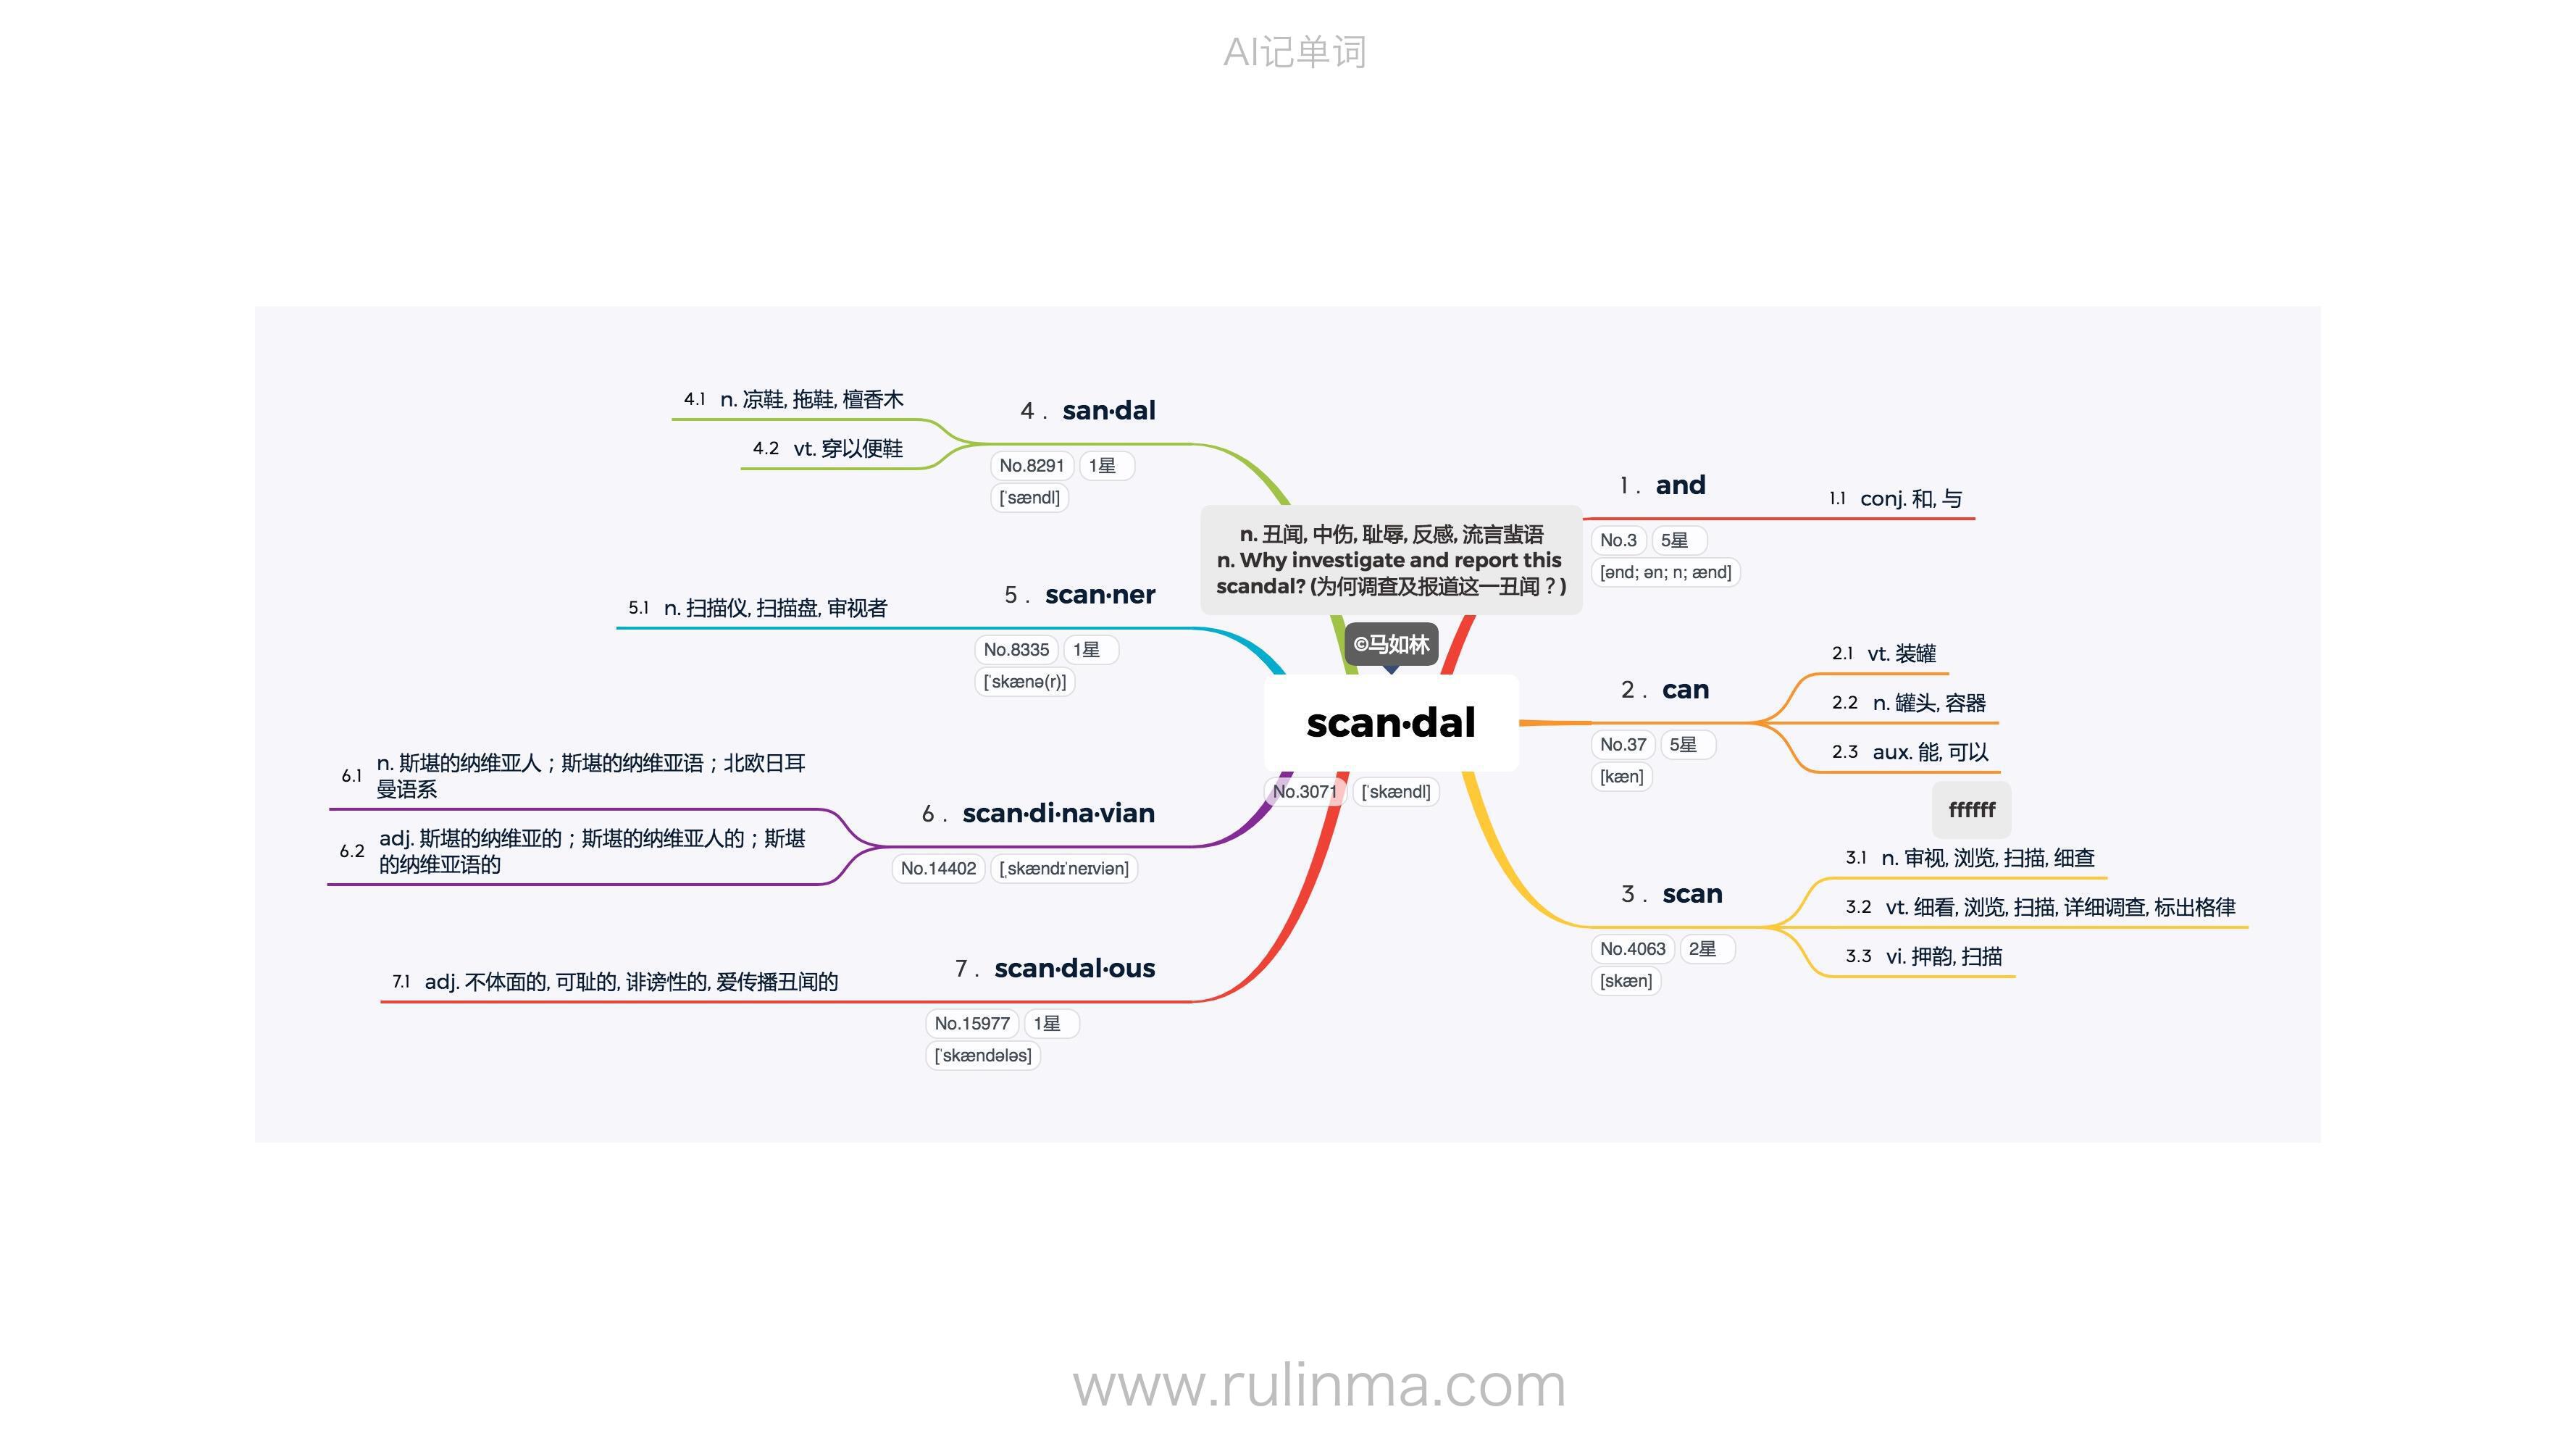 AI记单词
n. 丑闻, 中伤, 耻辱, 反感, 流言蜚语
n. Why investigate and report this
scandal? (为何调查及报道这一丑闻？)
©马如林
scan·dal
No.3071 [ˈskændl]
1 . and
No.3 5星
[ənd; ən; n; ænd]
1.1 conj. 和, 与
2 . can
No.37 5星
[kæn]
2.1 vt. 装罐
2.2 n. 罐头, 容器
2.3 aux. 能, 可以
ffffff
3 . scan
No.4063 2星
[skæn]
3.1 n. 审视, 浏览, 扫描, 细查
3.2 vt. 细看, 浏览, 扫描, 详细调查, 标出格律
3.3 vi. 押韵, 扫描
4 . san·dal
No.8291 1星
[ˈsændl]
4.1 n. 凉鞋, 拖鞋, 檀香木
4.2 vt. 穿以便鞋
5 . scan·ner
No.8335 1星
[ˈskænə(r)]
5.1 n. 扫描仪, 扫描盘, 审视者
6 . scan·di·na·vian
No.14402 [ˌskændɪˈneɪviən]
6.1 n. 斯堪的纳维亚人；斯堪的纳维亚语；北欧日耳
曼语系
6.2 adj. 斯堪的纳维亚的；斯堪的纳维亚人的；斯堪
的纳维亚语的
7 . scan·dal·ous
No.15977 1星
[ˈskændələs]
7.1 adj. 不体面的, 可耻的, 诽谤性的, 爱传播丑闻的
www.rulinma.com